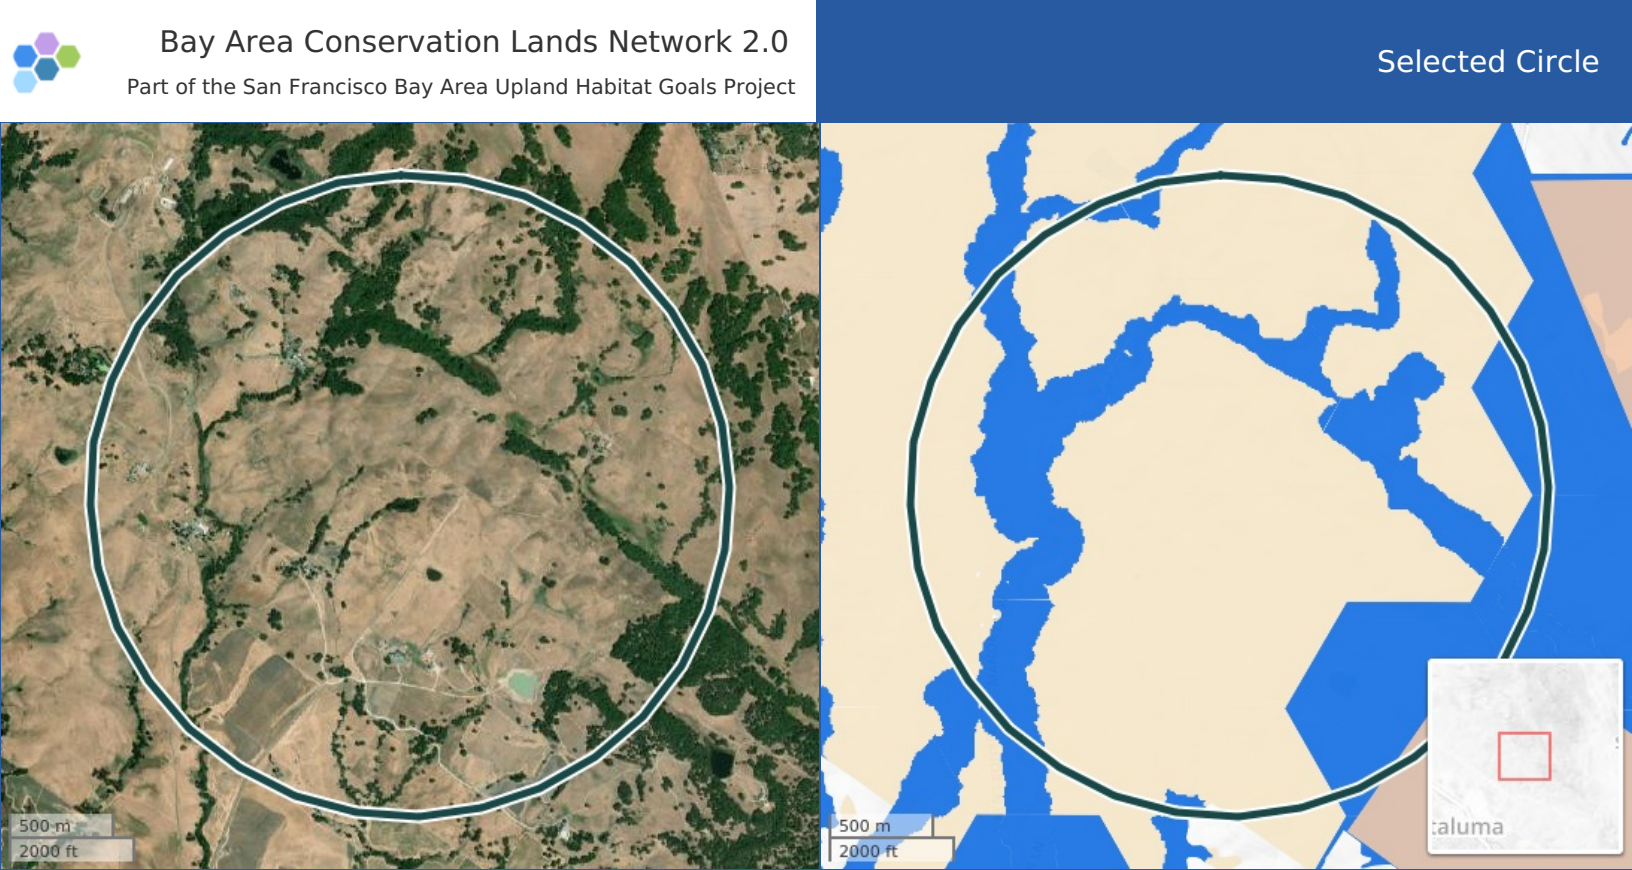 Bay Area Conservation Lands Network 2.0
Part of the San Francisco Bay Area Upland Habitat Goals Project
Selected Circle
500 m
2000 ft
500 m
2000 ft
taluma